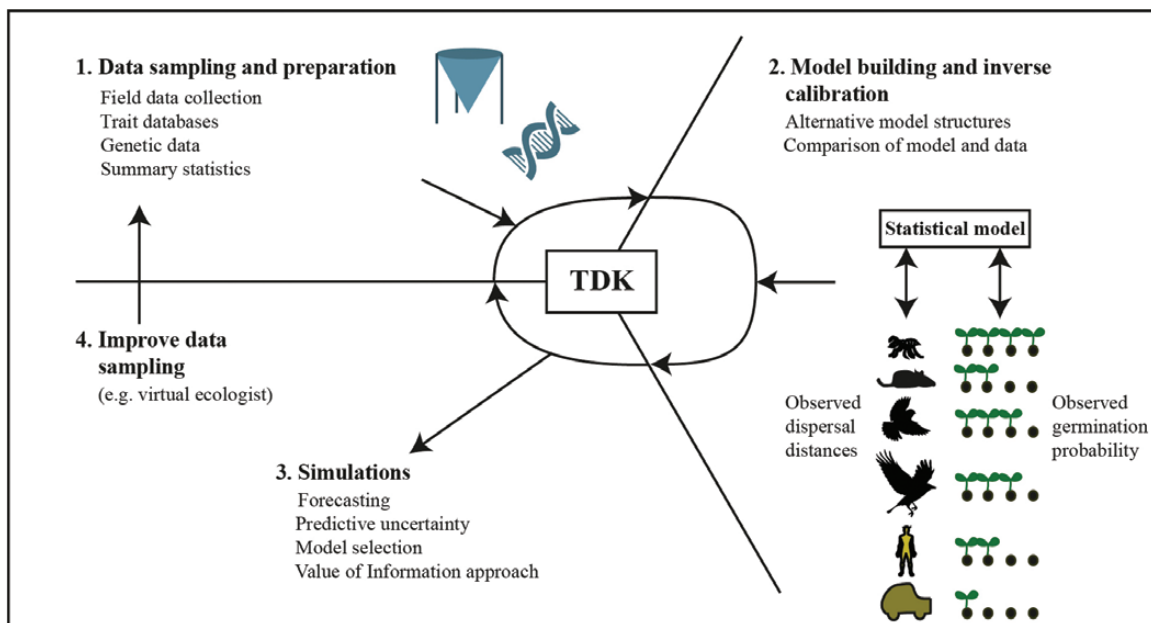 1. Data sampling and preparation
Field data collection
Trait databases
Genetic data
Summary statistics
2. Model building and inverse
calibration
Alternative model structures
Comparison of model and data
Statistical model
TDK
4. Improve data
sampling
(e.g. virtual ecologist)
Observed
dispersal
distances
Observed
germination
probability
3. Simulations
Forecasting
Predictive uncertainty
Model selection
Value of Information approach